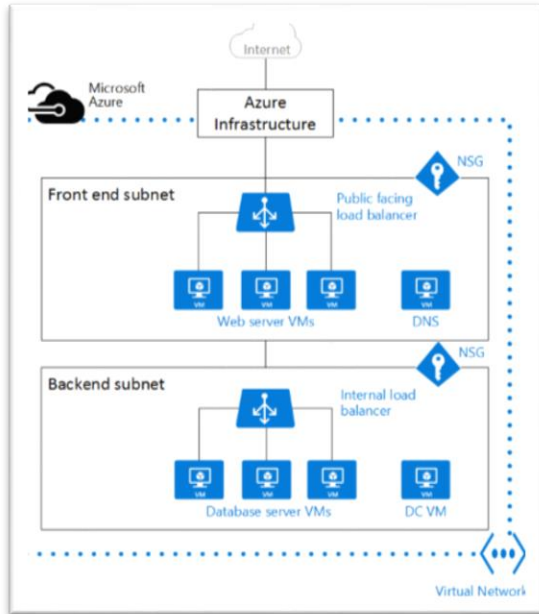 Internet
Microsoft
Azure
Azure
Infrastructure
NSG
Front end subnet
Public facing
load balancer
VM
VM
VM
VM
Web server VMs
DNS
NSG
Backend subnet
Internal load
balancer
VM
VM
VM
VM
Database server VMs
DC VM
Virtual Network